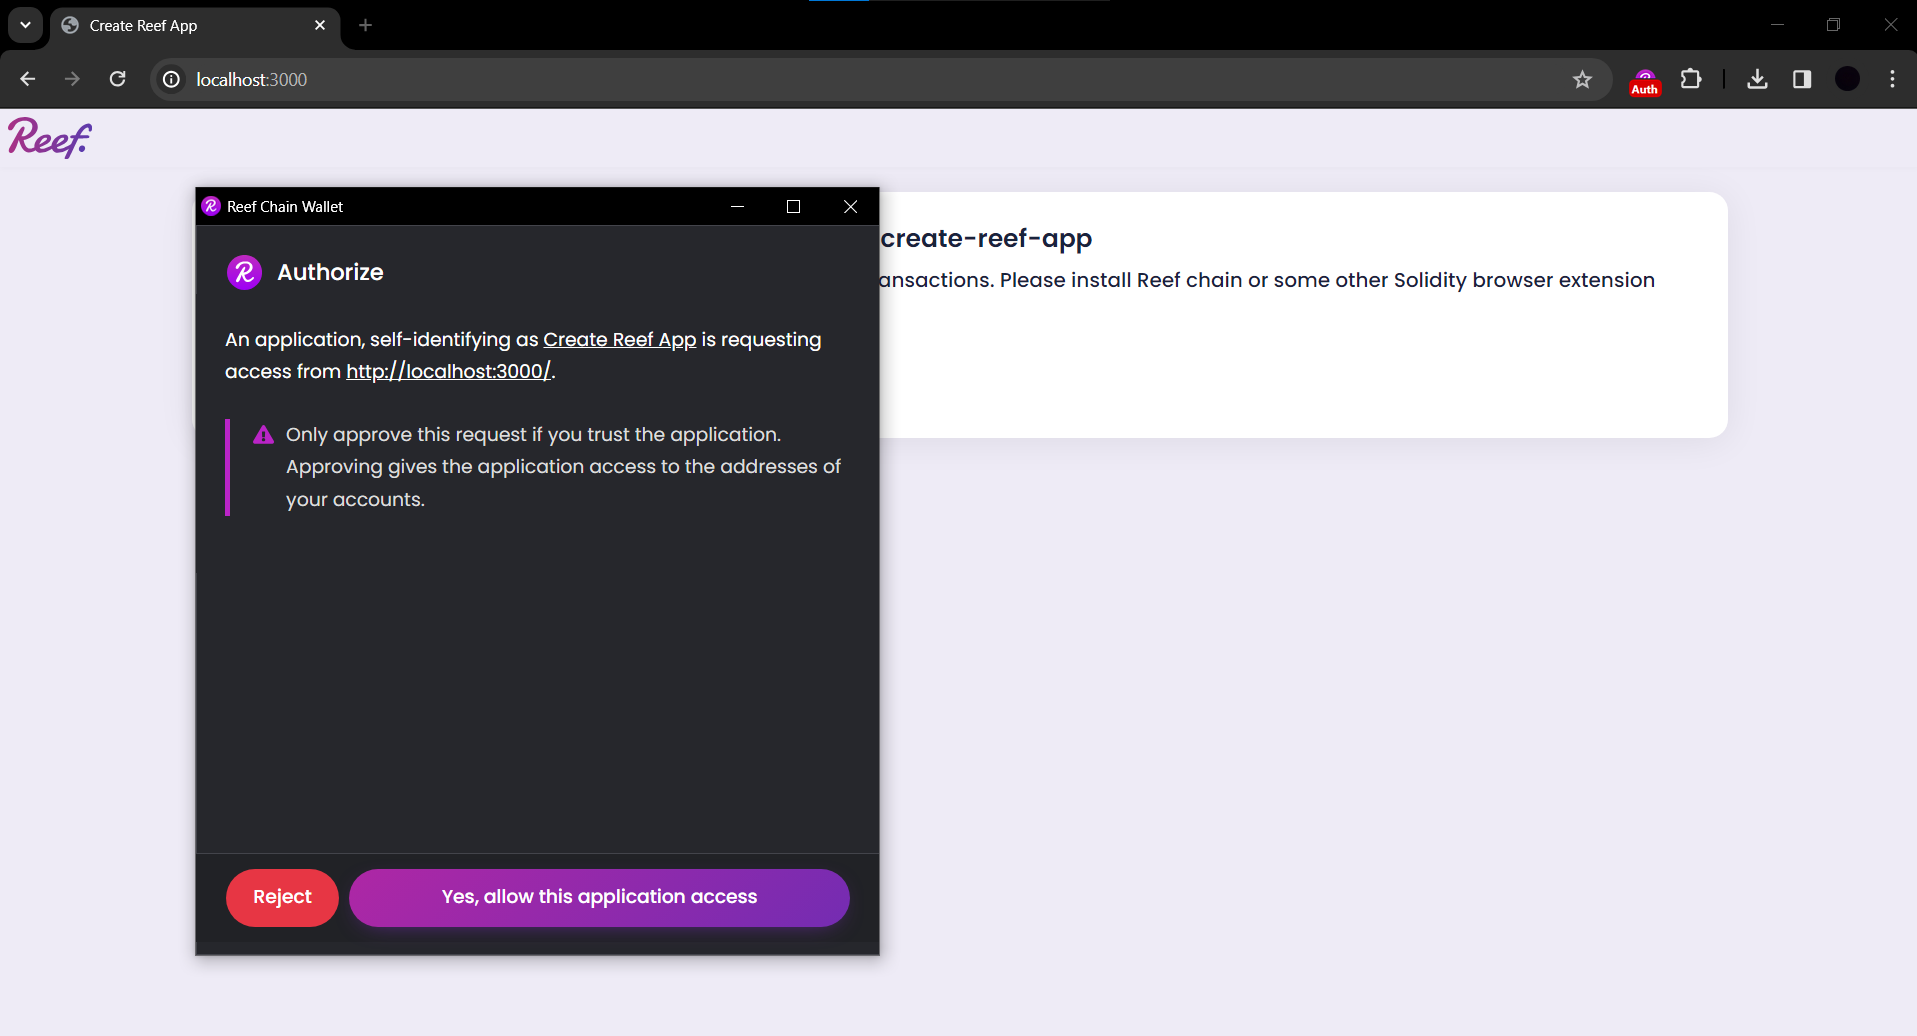 Create Reef App
localhost:3000
Auth
Reef.
Reef Chain Wallet
Authorize
An application, self-identifying as Create Reef App is requesting
access from http://localhost:3000/.
Only approve this request if you trust the application.
Approving gives the application access to the addresses of
your accounts.
Reject
Yes, allow this application access
create-reef-app
ansactions. Please install Reef chain or some other Solidity browser extension